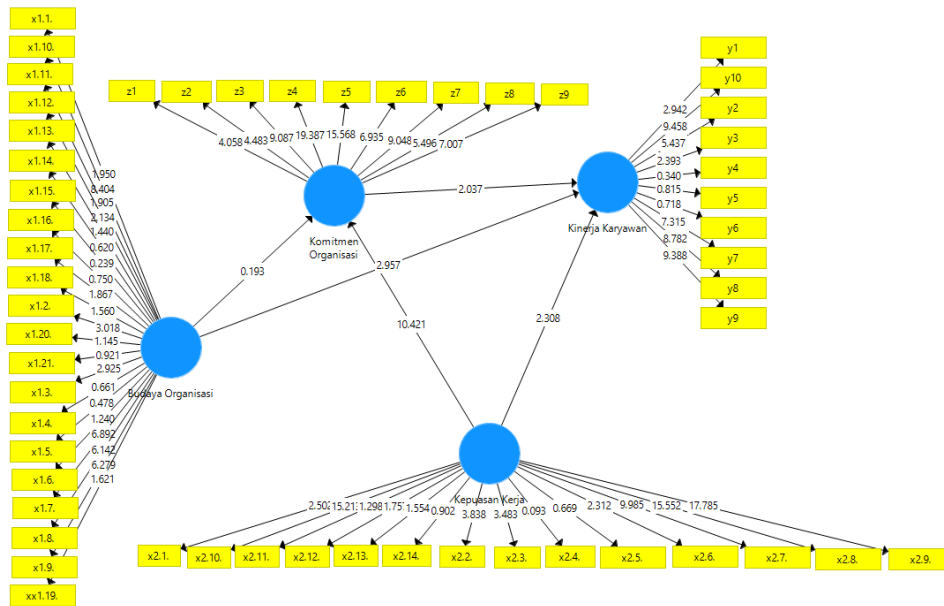 x1.1.
x1.10.
x1.11.
x1.12.
x1.13.
x1.14.
x1.15.
x1.16.
x1.17.
x1.18.
x1.2.
x1.20.
x1.21.
x1.3.
x1.4.
x1.5.
x1.6.
x1.7.
x1.8.
x1.9.
xx1.19.
1.950
8.404
1.905
2.134
1.440
0.620
0.239
0.750
1.867
1.560
3.018
1.145
0.921
2.925
0.661
0.478
1.240
6.892
6.142
6.279
1.621
Budaya Organisasi
z1 z2 z3 z4 z5 z6 z7 z8 z9
4.058 4.483 9.087 19.387 15.568 6.935 9.048 5.496 7.007
Komitmen
Organisasi
0.193
2.037
2.957
10.421
2.308
y1
y10
y2
y3
y4
y5
y6
y7
y8
y9
2.942
9.458
5.437
2.393
0.340
0.815
0.718
7.315
8.782
9.388
Kinerja Karyawan
Kepuasan Kerja
1.298 1.554 0.902 3.838 3.483 0.093 0.669 2.312 9.985 15.552 17.785
x2.1. x2.10. x2.11. x2.12. x2.13. x2.14. x2.2. x2.3. x2.4. x2.5. x2.6. x2.7. x2.8. x2.9.